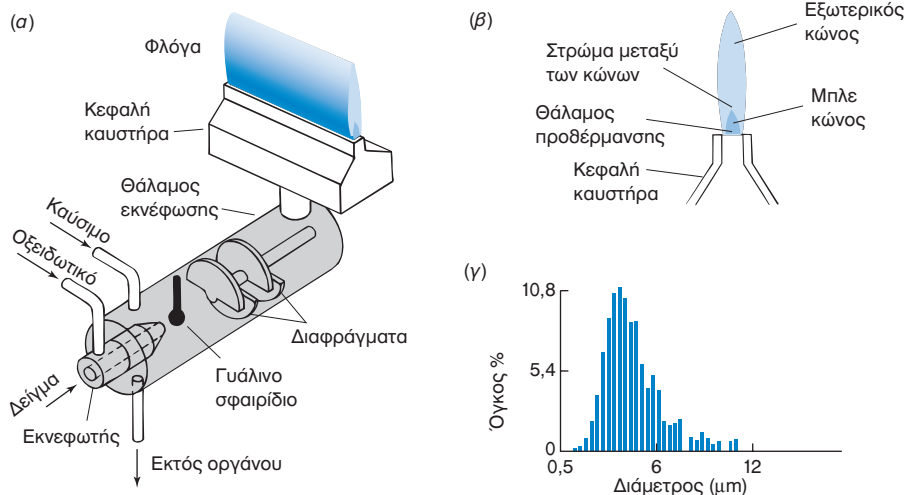 (α)
Φλόγα
Κεφαλή
καυστήρα
Θάλαμος
εκνέφωσης
Καύσιμο
Οξειδωτικό
Διαφράγματα
Γυάλινο
σφαιρίδιο
Δείγμα
Εκνεφωτής
Εκτός οργάνου
(β)
Εξωτερικός
κώνος
Στρώμα μεταξύ
των κώνων
Μπλε
κώνος
Θάλαμος
προθέρμανσης
Κεφαλή
καυστήρα
(γ)
10,8
5,4
0
Όγκος %
0,5
6
12
Διάμετρος (μm)